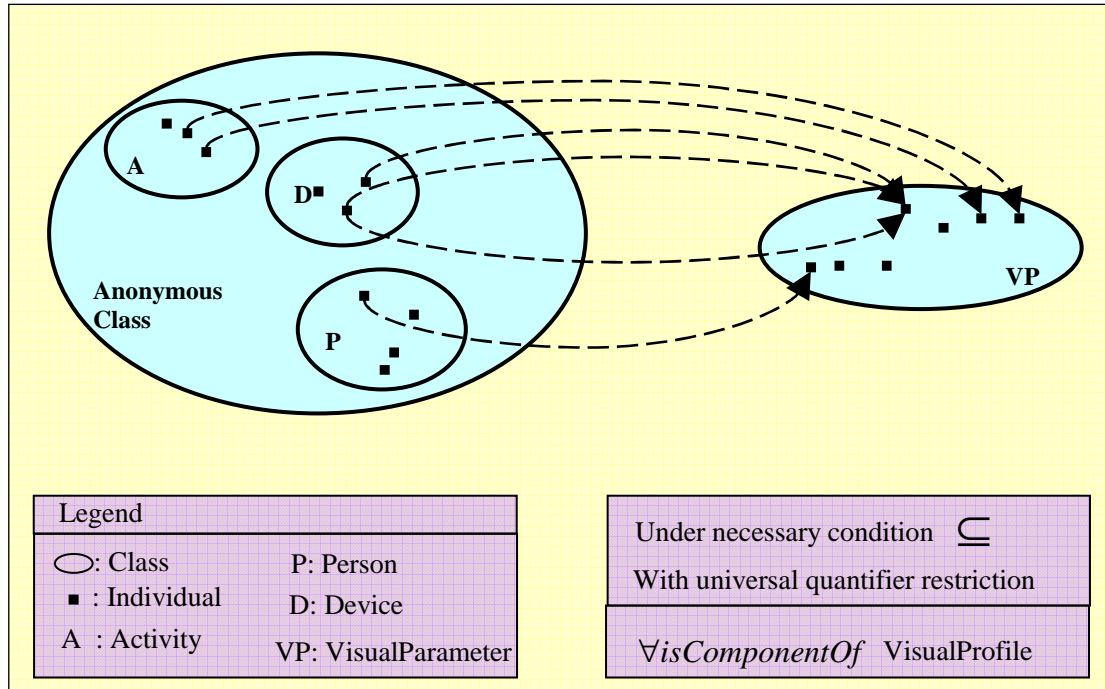 A
D
Anonymous
Class
P
VP
Legend
: Class
: Individual
A : Activity
P: Person
D: Device
VP: VisualParameter
Under necessary condition ⊆
With universal quantifier restriction
∀isComponentOf VisualProfile